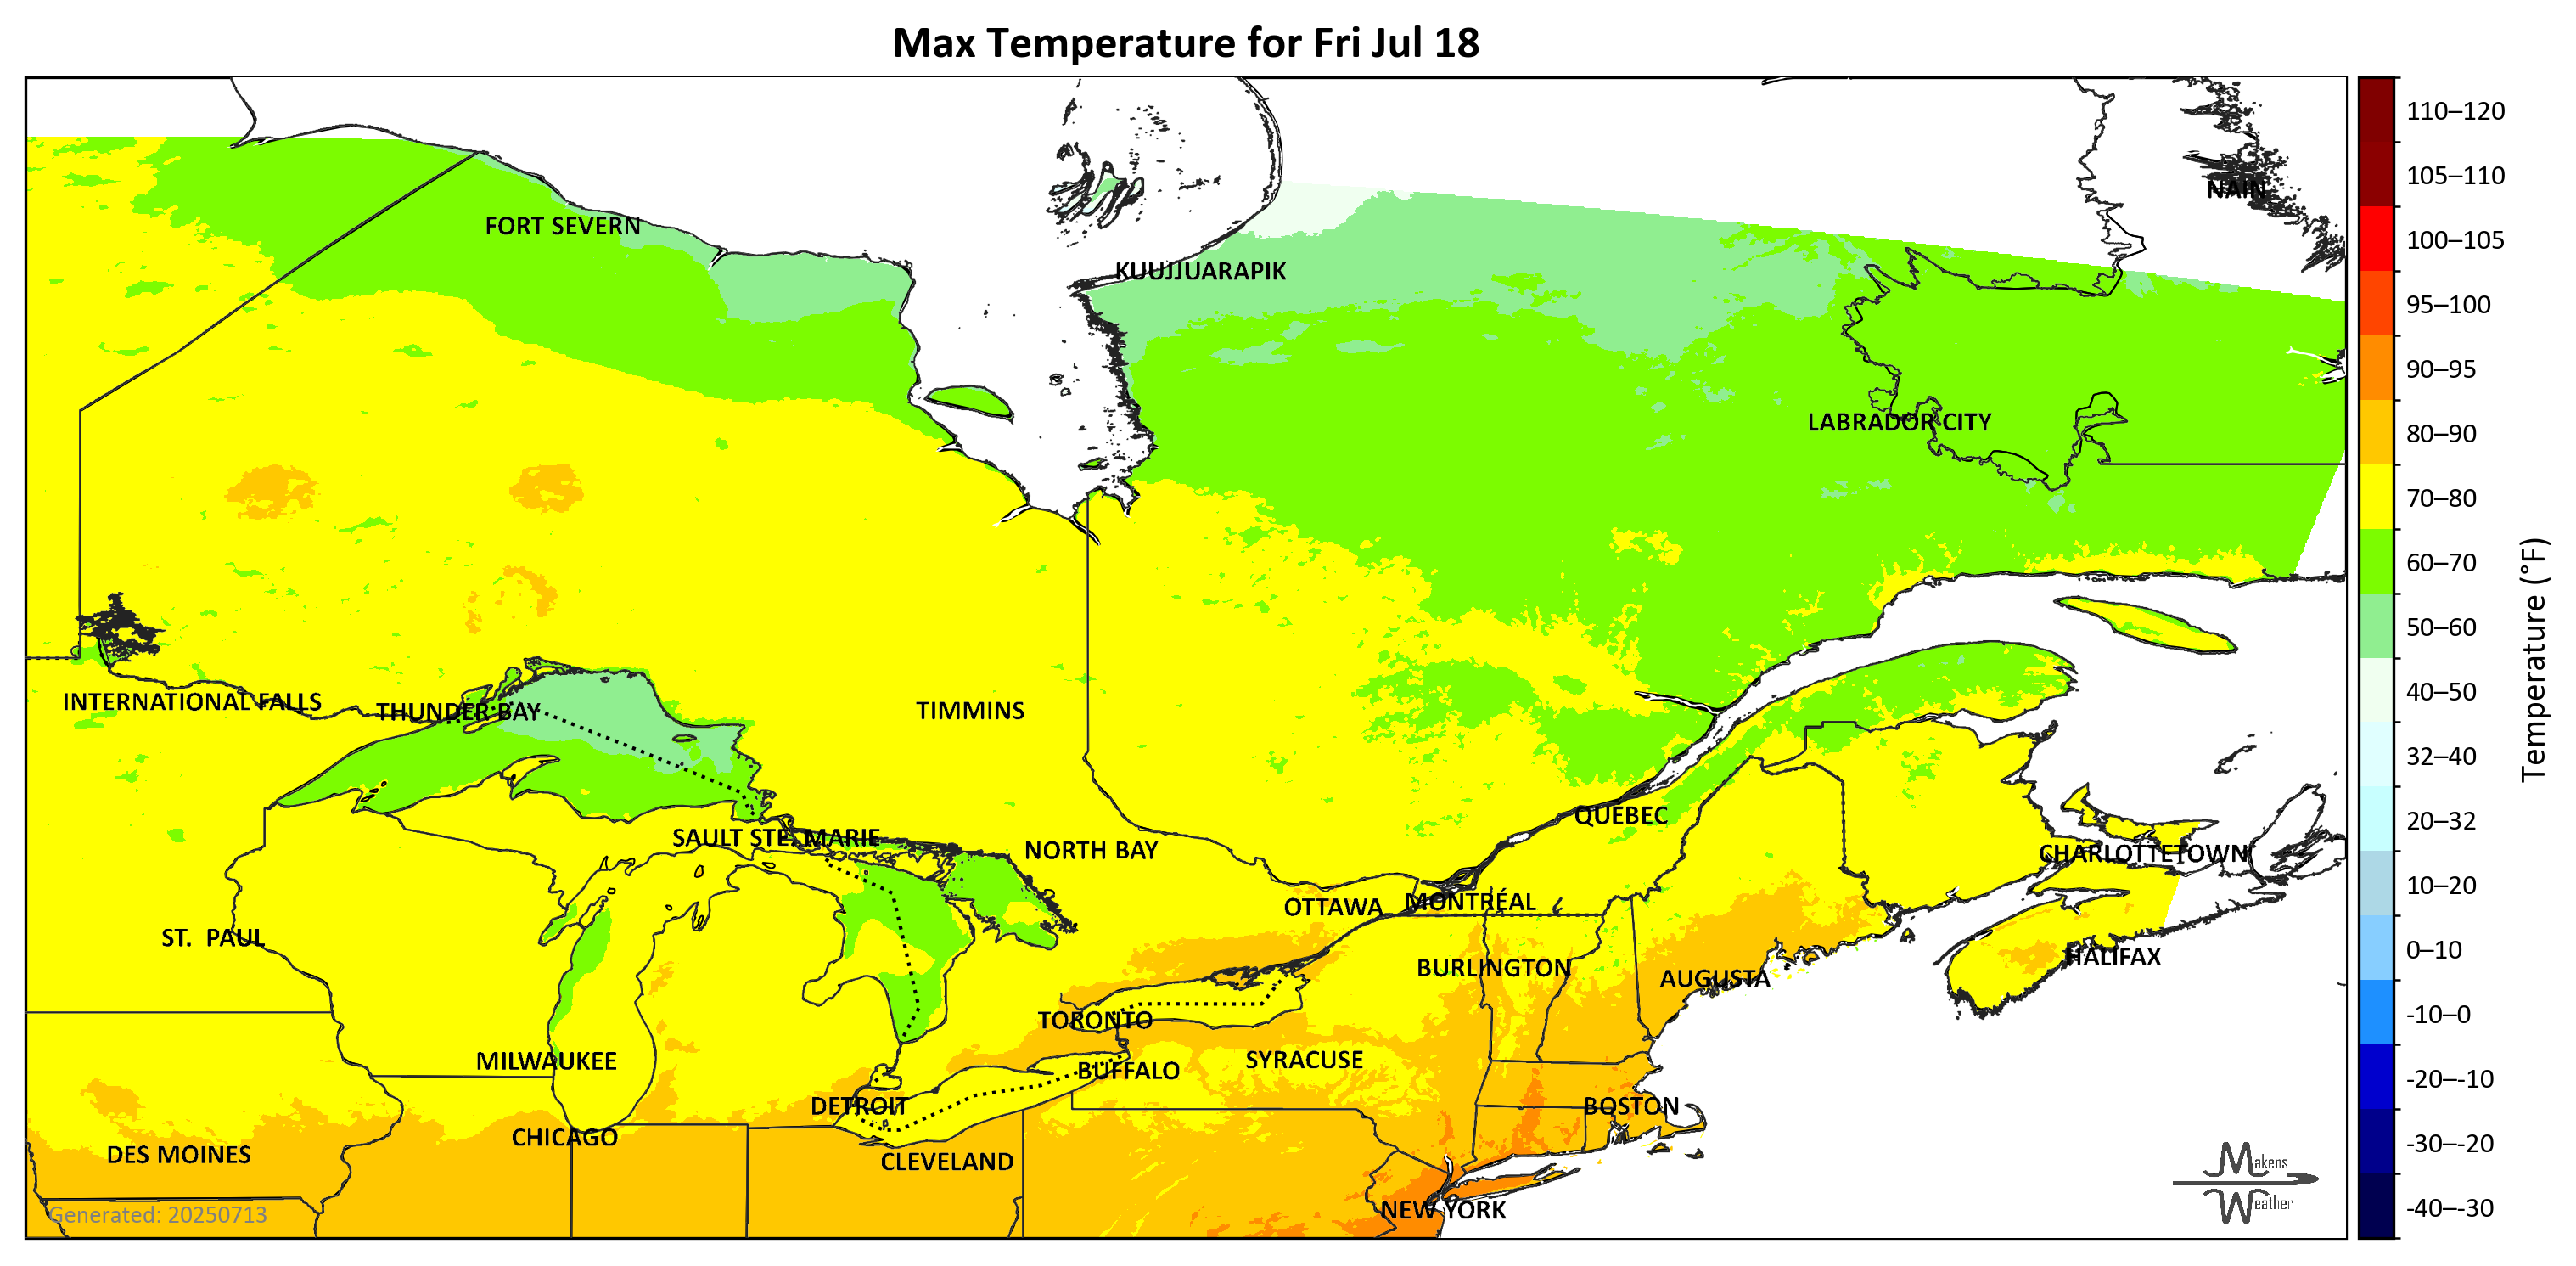 Max Temperature for Fri Jul 18
NAIN
FORT SEVERN
KUUJJUARAPIK
LABRADOR CITY
INTERNATIONAL FALLS
THUNDER BAY
TIMMINS
QUEBEC
SAULT STE. MARIE
NORTH BAY
CHARLOTTETOWN
OTTAWA
MONTRÉAL
ST. PAUL
HALIFAX
BURLINGTON
AUGUSTA
TORONTO
MILWAUKEE
SYRACUSE
BUFFALO
DETROIT
BOSTON
CHICAGO
DES MOINES
CLEVELAND
NEW YORK
Generated: 20250713
Makens
Weather
110–120
105–110
100–105
95–100
90–95
80–90
70–80
60–70
50–60
40–50
32–40
20–32
10–20
0–10
-10–0
-20–-10
-30–-20
-40–-30
Temperature (°F)